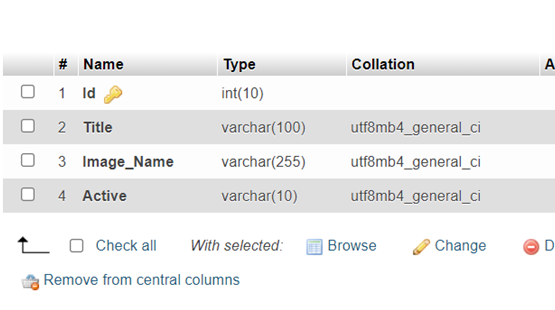 # Name Type Collation A
1 Id int(10)
2 Title varchar(100) utf8mb4_general_ci
3 Image_Name varchar(255) utf8mb4_general_ci
4 Active varchar(10) utf8mb4_general_ci
Check all With selected: Browse Change D
Remove from central columns